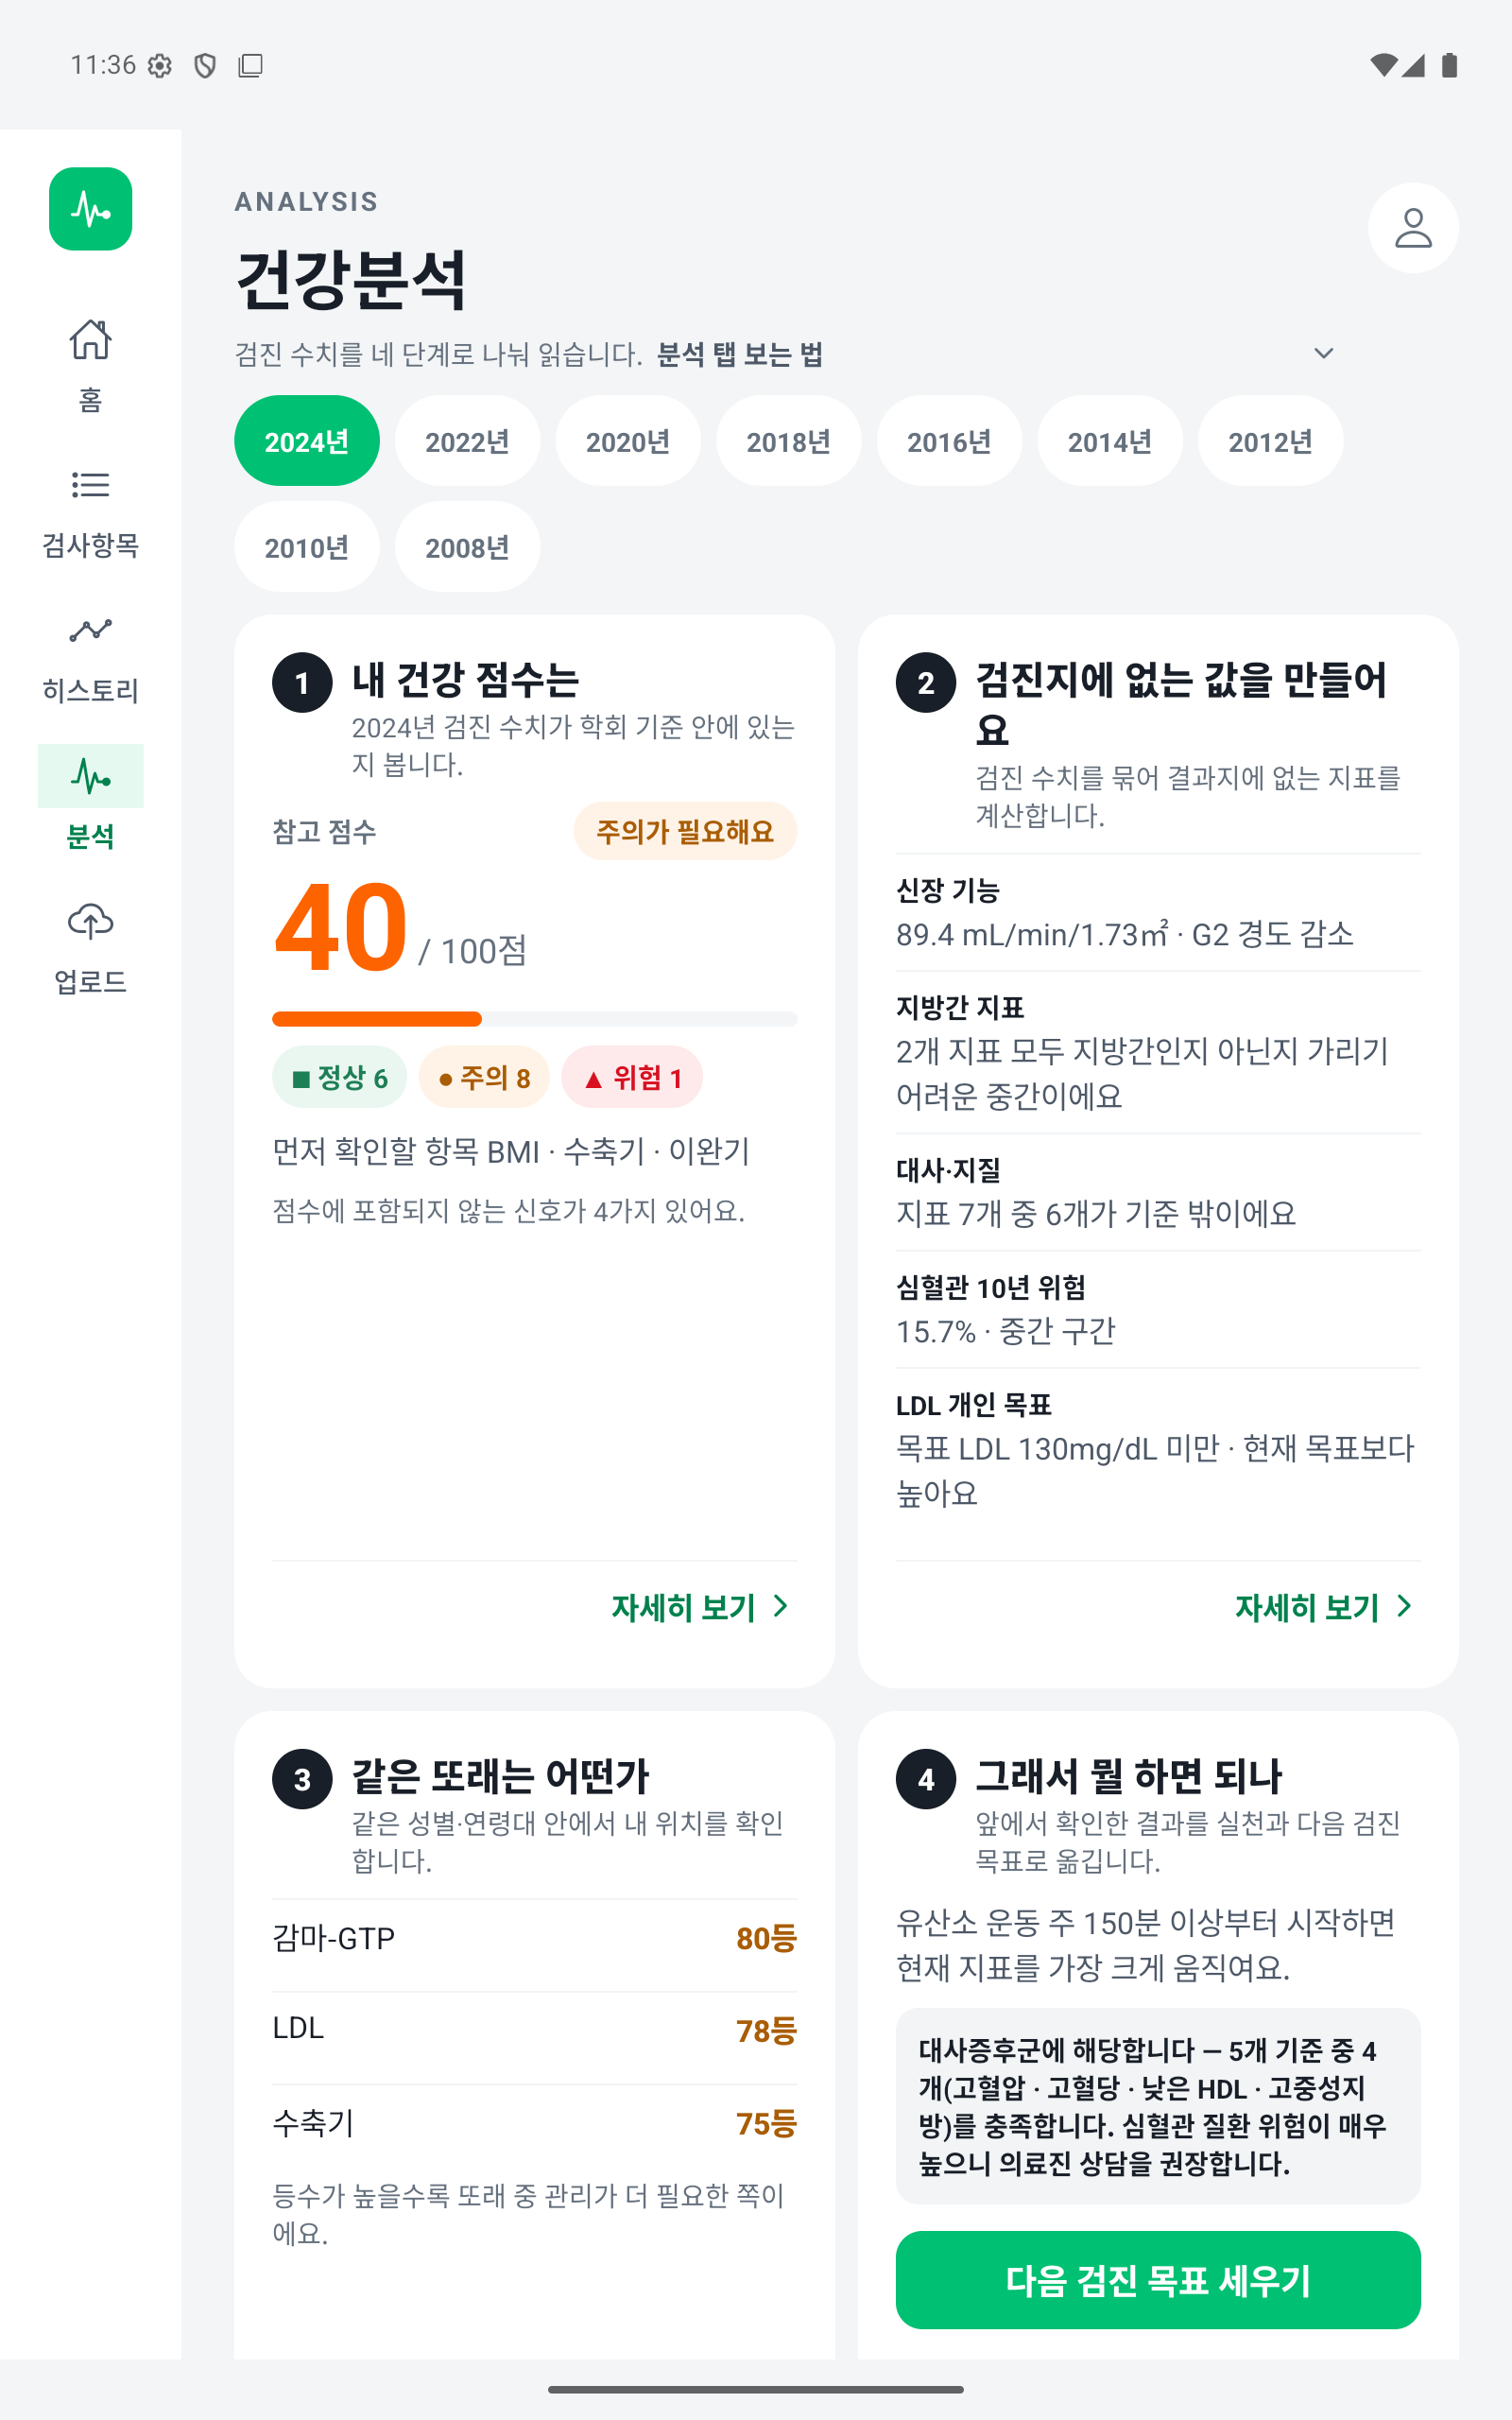 11:36
ANALYSIS
건강분석
검진 수치를 네 단계로 나눠 읽습니다. 분석 탭 보는 법
2024년 2022년 2020년 2018년 2016년 2014년 2012년
2010년 2008년
홈
검사항목
히스토리
분석
업로드
1 내 건강 점수는
2024년 검진 수치가 학회 기준 안에 있는
지 봅니다.
참고 점수 주의가 필요해요
40 / 100점
■ 정상 6 ● 주의 8 ▲ 위험 1
먼저 확인할 항목 BMI · 수축기 · 이완기
점수에 포함되지 않는 신호가 4가지 있어요.
자세히 보기
2 검진지에 없는 값을 만들어
요
검진 수치를 묶어 결과지에 없는 지표를
계산합니다.
신장 기능
89.4 mL/min/1.73㎡ · G2 경도 감소
지방간 지표
2개 지표 모두 지방간인지 아닌지 가리기
어려운 중간이에요
대사·지질
지표 7개 중 6개가 기준 밖이에요
심혈관 10년 위험
15.7% · 중간 구간
LDL 개인 목표
목표 LDL 130mg/dL 미만 · 현재 목표보다
높아요
자세히 보기
3 같은 또래는 어떤가
같은 성별·연령대 안에서 내 위치를 확인
합니다.
감마-GTP 80등
LDL 78등
수축기 75등
등수가 높을수록 또래 중 관리가 더 필요한 쪽이
에요.
4 그래서 뭘 하면 되나
앞에서 확인한 결과를 실천과 다음 검진
목표로 옮깁니다.
유산소 운동 주 150분 이상부터 시작하면
현재 지표를 가장 크게 움직여요.
대사증후군에 해당합니다 — 5개 기준 중 4
개(고혈압 · 고혈당 · 낮은 HDL · 고중성지
방)를 충족합니다. 심혈관 질환 위험이 매우
높으니 의료진 상담을 권장합니다.
다음 검진 목표 세우기